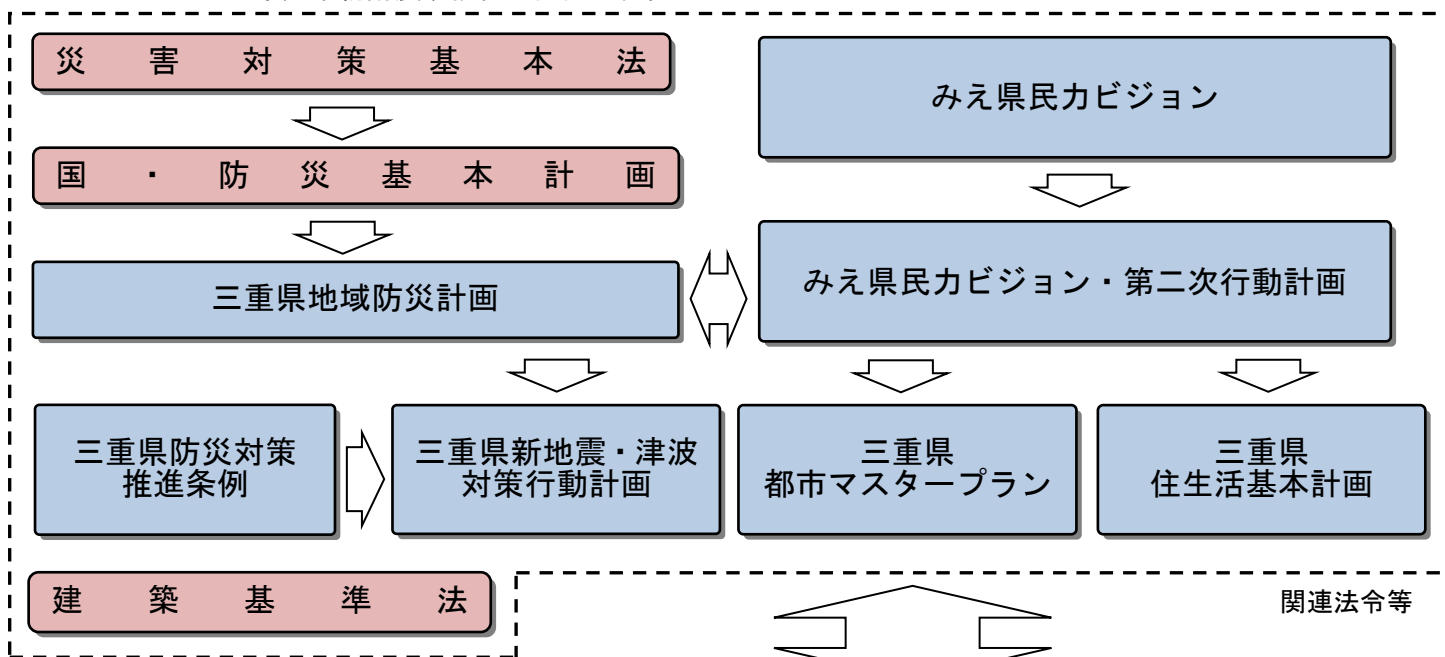 災害対策基本法
みえ県民力ビジョン
国・防災基本計画
三重県地域防災計画
みえ県民力ビジョン・第二次行動計画
三重県防災対策
推進条例
三重県新地震・津波
対策行動計画
三重県
都市マスタープラン
三重県
住生活基本計画
建築基準法
関連法令等